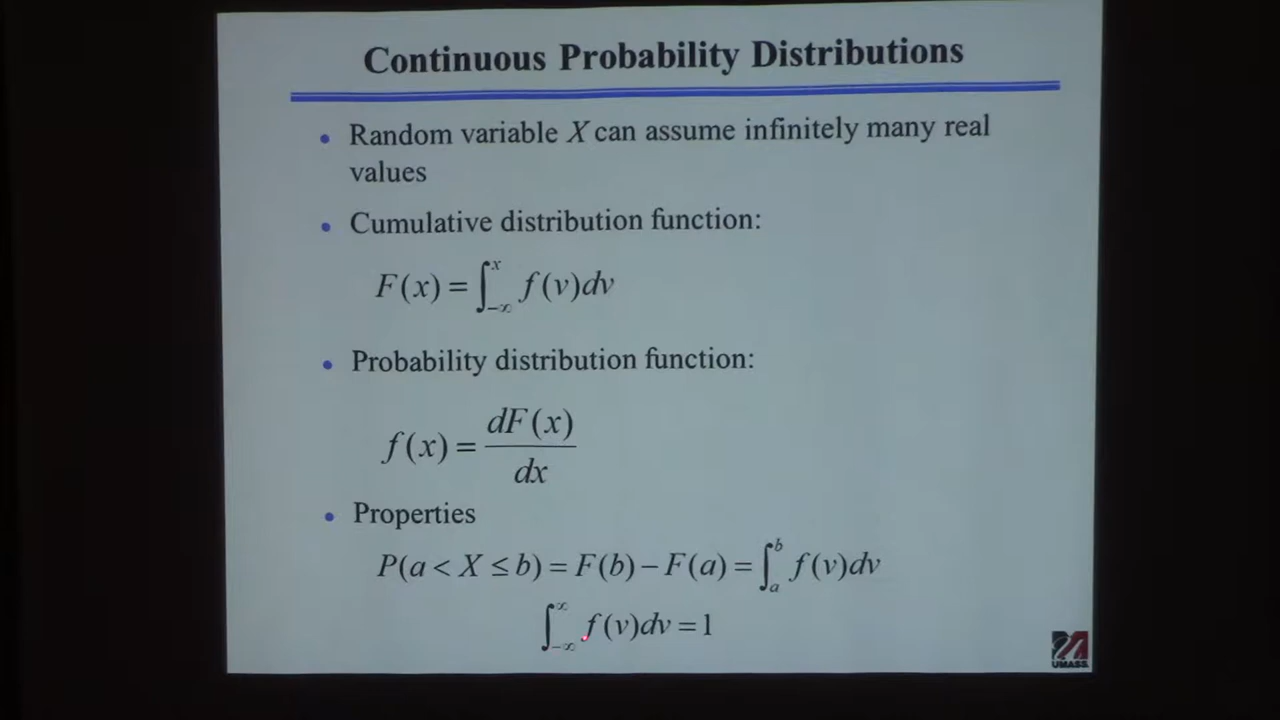 Continuous Probability Distributions
• Random variable X can assume infinitely many real
values
• Cumulative distribution function:
F(x) = ∫_{-∞}^{x} f(v)dv
• Probability distribution function:
f(x) = dF(x)/dx
• Properties
P(a < X ≤ b) = F(b) − F(a) = ∫_{a}^{b} f(v)dv
∫_{-∞}^{∞} f(v)dv = 1
UMASS